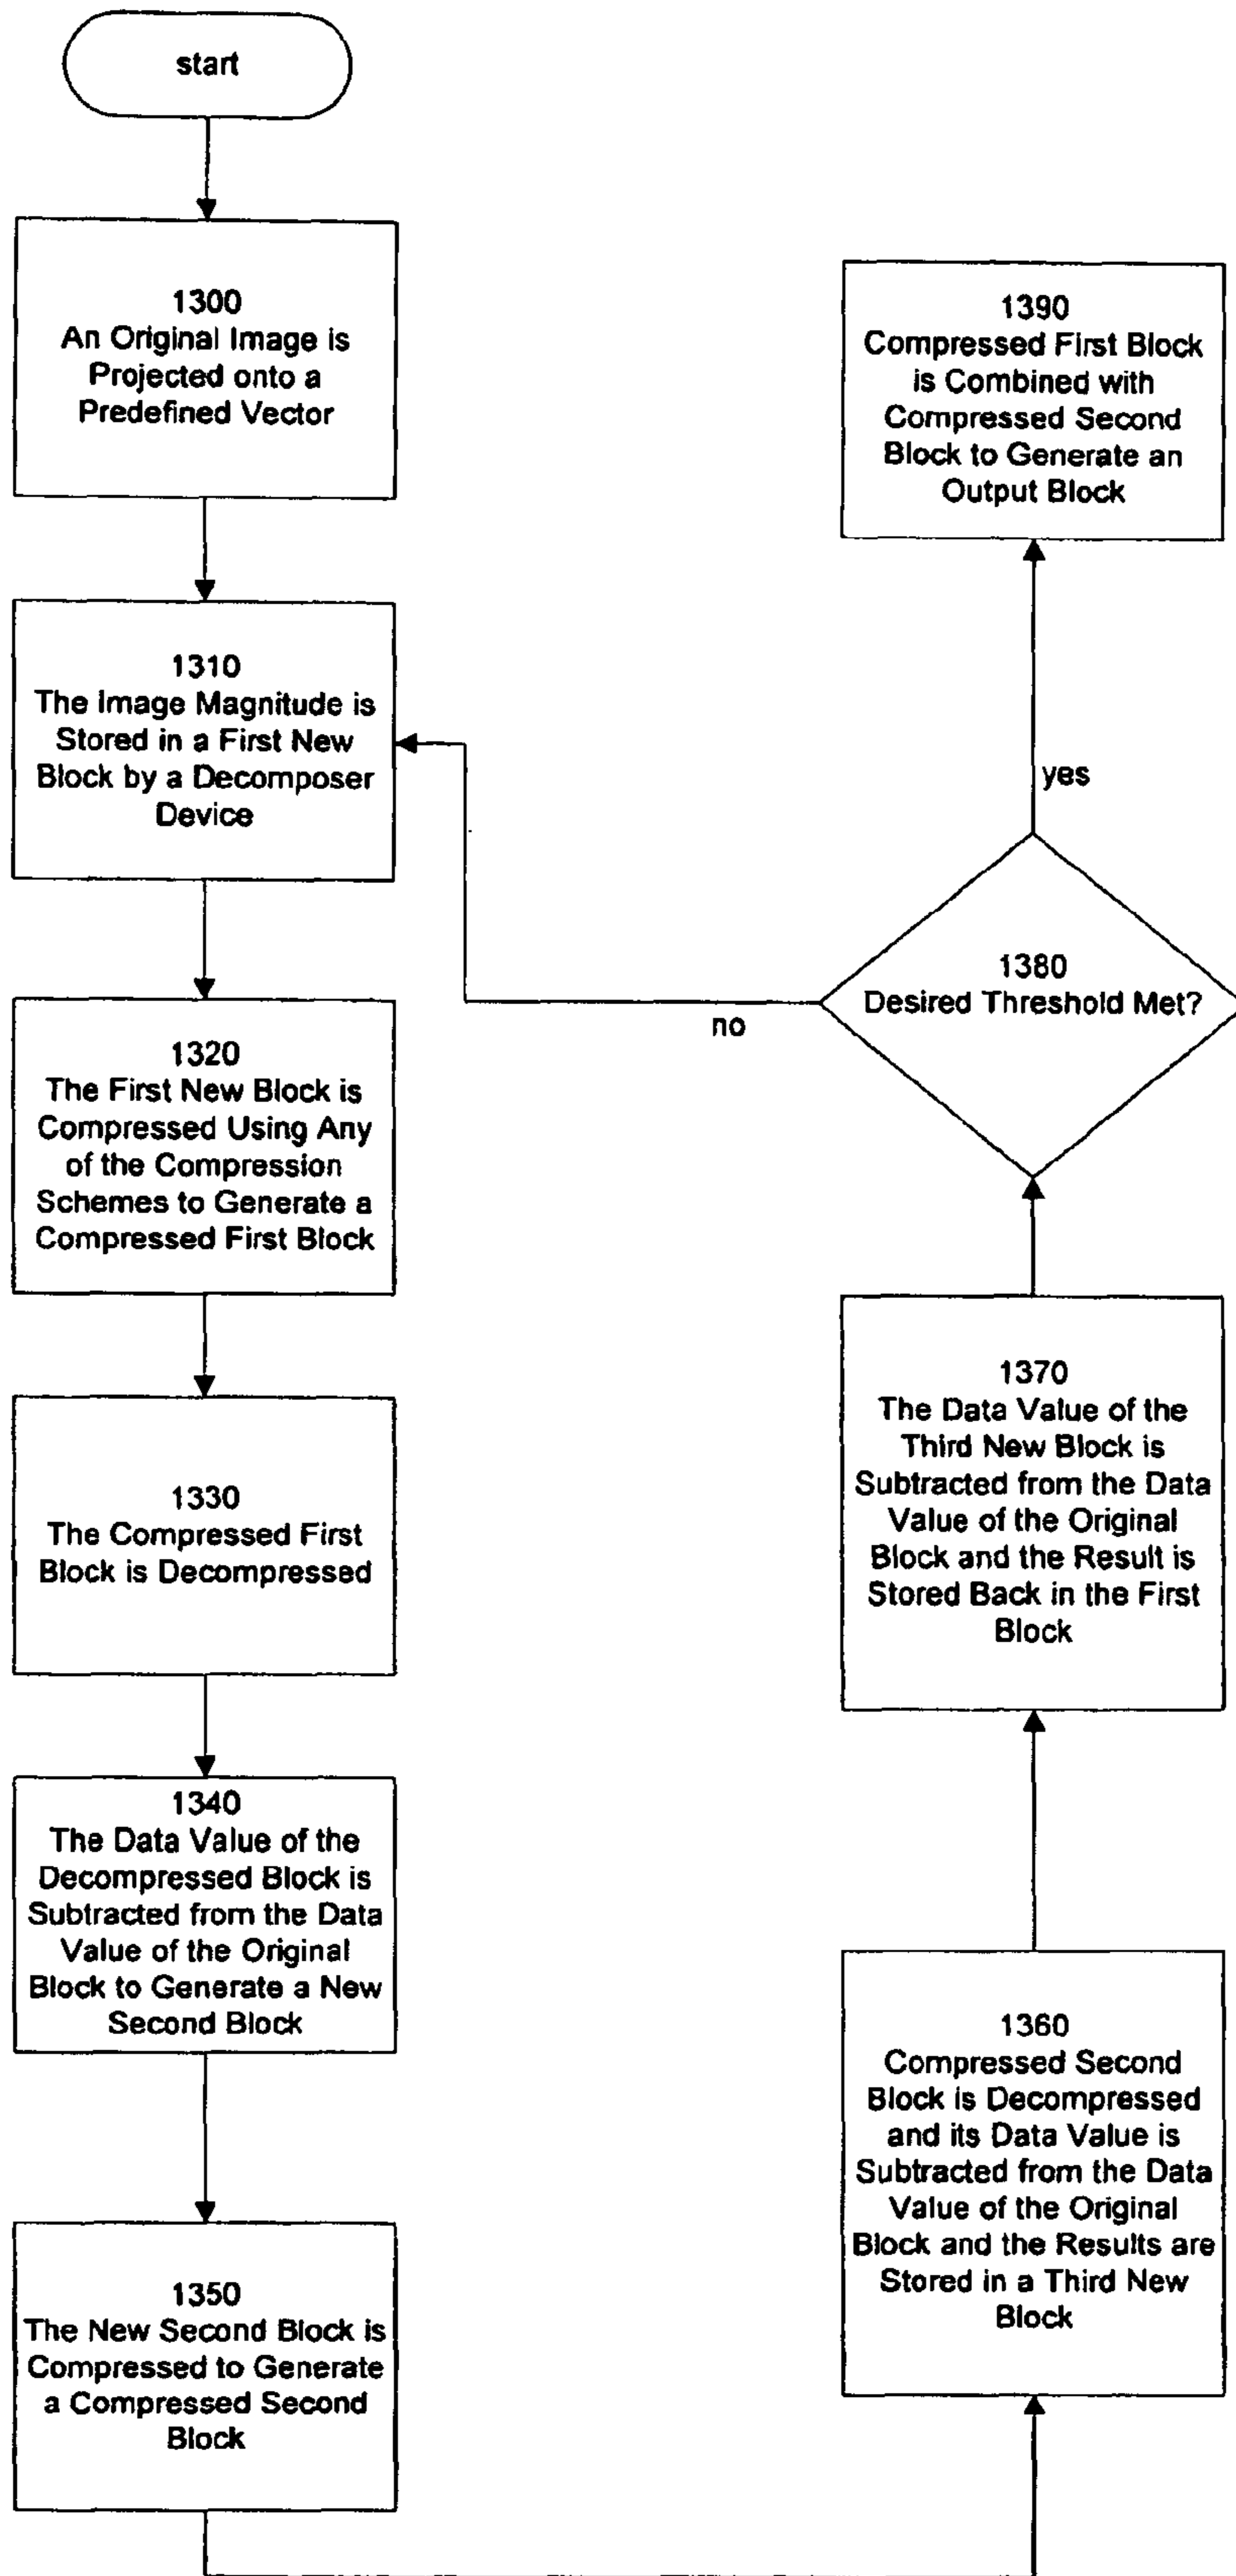 start
1300
An Original Image is
Projected onto a
Predefined Vector
1310
The Image Magnitude is
Stored in a First New
Block by a Decomposer
Device
1320
The First New Block is
Compressed Using Any
of the Compression
Schemes to Generate a
Compressed First Block
1330
The Compressed First
Block is Decompressed
1340
The Data Value of the
Decompressed Block is
Subtracted from the Data
Value of the Original
Block to Generate a New
Second Block
1350
The New Second Block is
Compressed to Generate
a Compressed Second
Block
1360
Compressed Second
Block is Decompressed
and its Data Value is
Subtracted from the Data
Value of the Original
Block and the Results are
Stored in a Third New
Block
1370
The Data Value of the
Third New Block is
Subtracted from the Data
Value of the Original
Block and the Result is
Stored Back in the First
Block
1380
Desired Threshold Met?
no
yes
1390
Compressed First Block
is Combined with
Compressed Second
Block to Generate an
Output Block